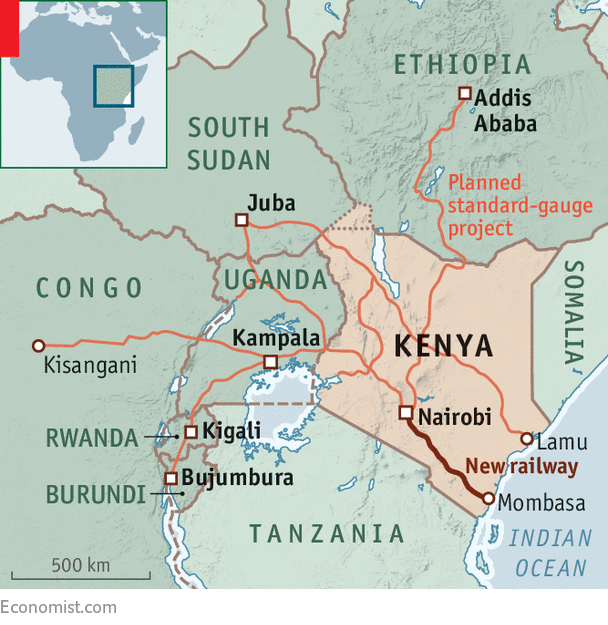 ETHIOPIA
Addis
Ababa
SOUTH
SUDAN
Planned
standard-gauge
project
Juba
SOMALIA
UGANDA
CONGO
Kampala
KENYA
Kisangani
Nairobi
RWANDA
Kigali
Lamu
New railway
Bujumbura
BURUNDI
Mombasa
TANZANIA
INDIAN
OCEAN
500 km
Economist.com